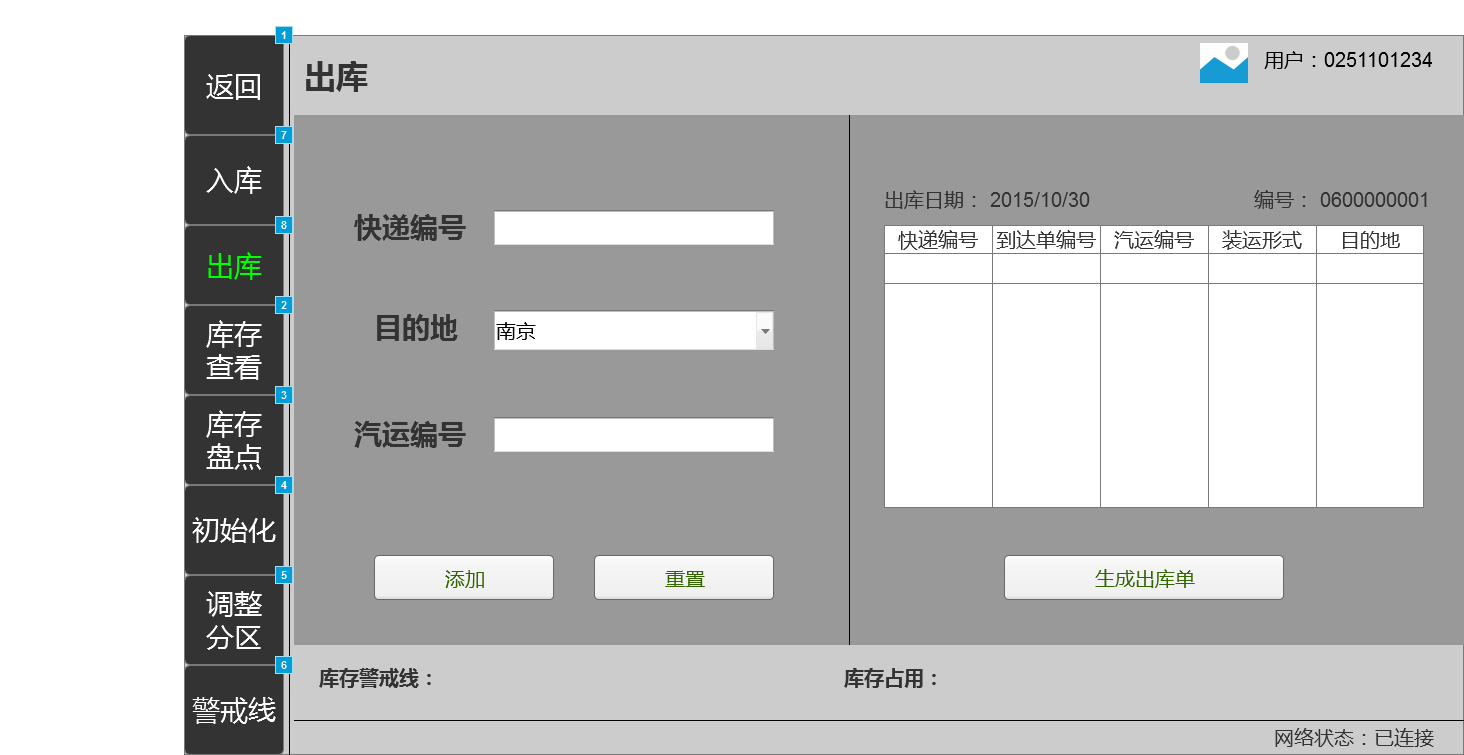 1
返回
7
入库
8
出库
2
库存
查看
3
库存
盘点
4
初始化
5
调整
分区
6
警戒线
出库
用户：0251101234
快递编号
目的地
南京
汽运编号
添加
重置
出库日期： 2015/10/30
编号： 0600000001
快递编号 到达单编号 汽运编号 装运形式 目的地
生成出库单
库存警戒线：
库存占用：
网络状态：已连接